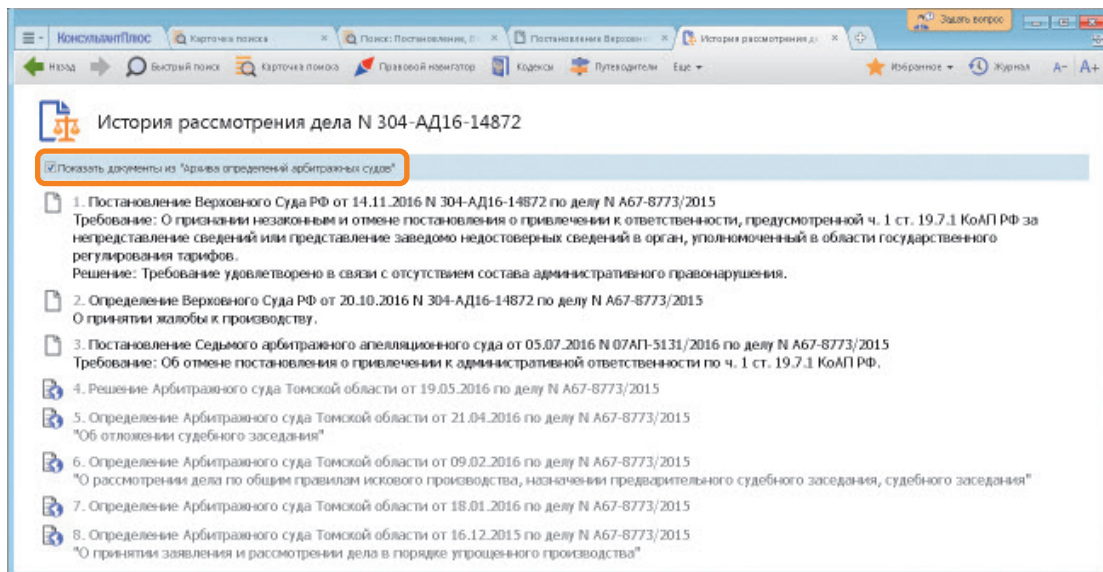 Задать вопрос
КонсультантПлюс
Карточка поиска
Поиск: Постановление, В
Постановление Верховн
История рассмотрения д
Назад
Быстрый поиск
Карточка поиска
Правовой навигатор
Кодексы
Путеводители
Еще
Избранное
Журнал
А-
А+
История рассмотрения дела N 304-АД16-14872
Показать документы из "Архива определений арбитражных судов"
1. Постановление Верховного Суда РФ от 14.11.2016 N 304-АД16-14872 по делу N А67-8773/2015
Требование: О признании незаконным и отмене постановления о привлечении к ответственности, предусмотренной ч. 1 ст. 19.7.1 КоАП РФ за
непредставление сведений или представление заведомо недостоверных сведений в орган, уполномоченный в области государственного
регулирования тарифов.
Решение: Требование удовлетворено в связи с отсутствием состава административного правонарушения.
2. Определение Верховного Суда РФ от 20.10.2016 N 304-АД16-14872 по делу N А67-8773/2015
О принятии жалобы к производству.
3. Постановление Седьмого арбитражного апелляционного суда от 05.07.2016 N 07АП-5131/2016 по делу N А67-8773/2015
Требование: Об отмене постановления о привлечении к административной ответственности по ч. 1 ст. 19.7.1 КоАП РФ.
4. Решение Арбитражного суда Томской области от 19.05.2016 по делу N А67-8773/2015
5. Определение Арбитражного суда Томской области от 21.04.2016 по делу N А67-8773/2015
"Об отложении судебного заседания"
6. Определение Арбитражного суда Томской области от 09.02.2016 по делу N А67-8773/2015
"О рассмотрении дела по общим правилам искового производства, назначении предварительного судебного заседания, судебного заседания"
7. Определение Арбитражного суда Томской области от 18.01.2016 по делу N А67-8773/2015
8. Определение Арбитражного суда Томской области от 16.12.2015 по делу N А67-8773/2015
"О принятии заявления и рассмотрении дела в порядке упрощенного производства"